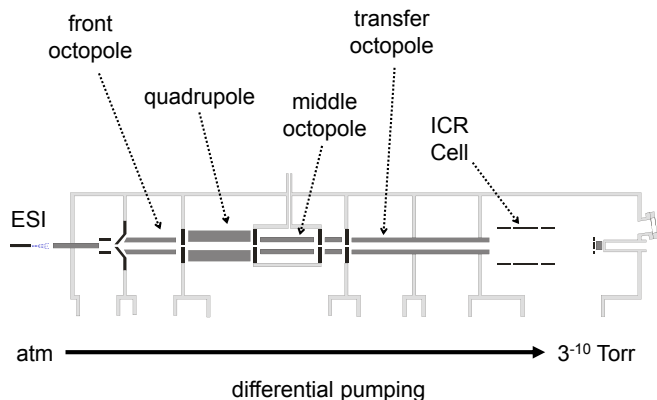 front
octopole
transfer
octopole
quadrupole
middle
octopole
ICR
Cell
ESI
atm
3⁻¹⁰ Torr
differential pumping